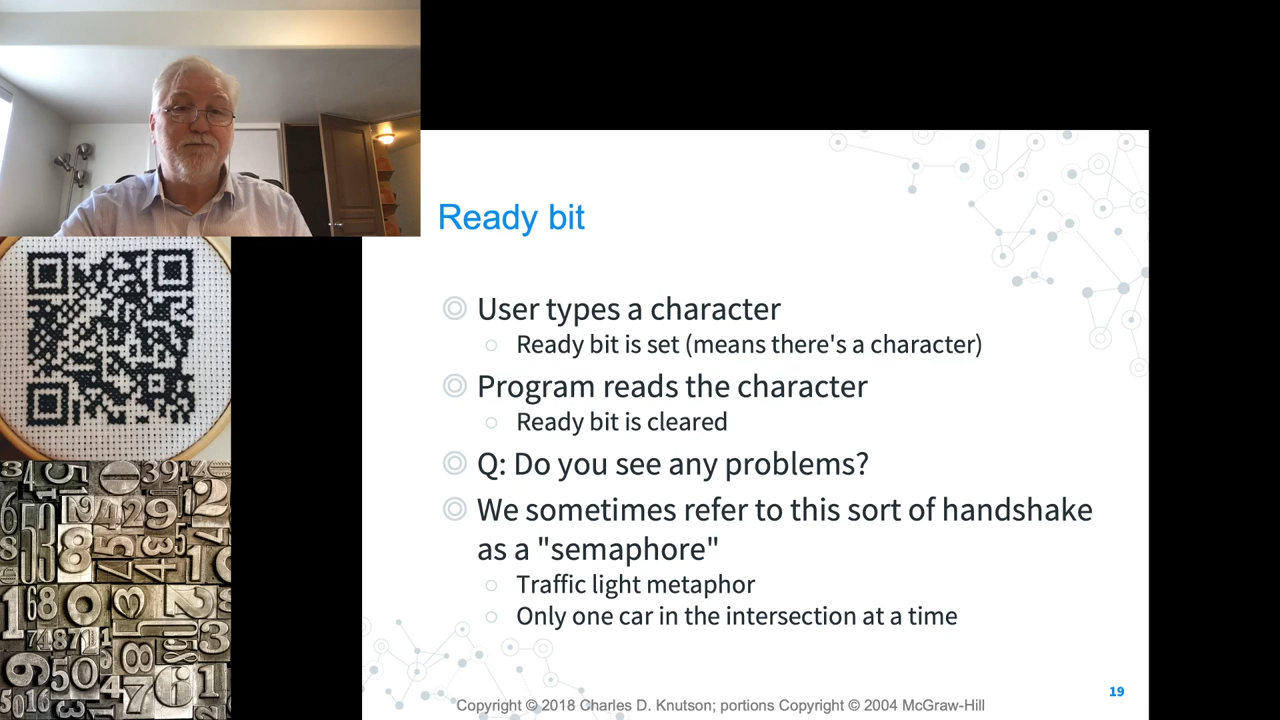 Ready bit
User types a character
Ready bit is set (means there's a character)
Program reads the character
Ready bit is cleared
Q: Do you see any problems?
We sometimes refer to this sort of handshake
as a "semaphore"
Traffic light metaphor
Only one car in the intersection at a time
19
Copyright © 2018 Charles D. Knutson; portions Copyright © 2004 McGraw-Hill